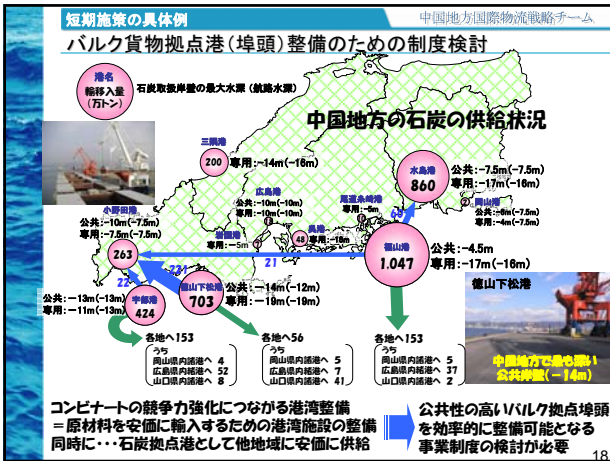 短期施策の具体例
中国地方国際物流戦略チーム
バルク貨物拠点港(埠頭)整備のための制度検討
港名
輸移入量
(万トン)
石炭取扱岸壁の最大水深(航路水深)
中国地方の石炭の供給状況
三隅港
200
専用:-14m(-16m)
水島港
860
公共:-7.5m(-7.5m)
専用:-17m(-16m)
岡山港
2
公共:-6m(-7.5m)
専用:-4m(-7.5m)
広島港
公共:-10m(-10m)
専用:-10m(-10m)
尾道糸崎港
専用:-5m
60
小野田港
公共:-10m(-7.5m)
専用:-7.5m(-7.5m)
263
岩国港
専用:-5m
呉港
48
専用:-16m
21
福山港
1.047
公共:-4.5m
専用:-17m(-16m)
22
221
徳山下松港
703
公共:-14m(-12m)
専用:-19m(-19m)
宇部港
424
公共:-13m(-13m)
専用:-11m(-13m)
徳山下松港
中国地方で最も深い
公共岸壁(-14m)
各地へ153
うち
岡山県内諸港へ 4
広島県内諸港へ 52
山口県内諸港へ 8
各地へ56
うち
岡山県内諸港へ 5
広島県内諸港へ 7
山口県内諸港へ 41
各地へ153
うち
岡山県内諸港へ 5
広島県内諸港へ 37
山口県内諸港へ 2
コンビナートの競争力強化につながる港湾整備
=原材料を安価に輸入するための港湾施設の整備
同時に・・・石炭拠点港として他地域に安価に供給
公共性の高いバルク拠点埠頭
を効率的に整備可能となる
事業制度の検討が必要
18